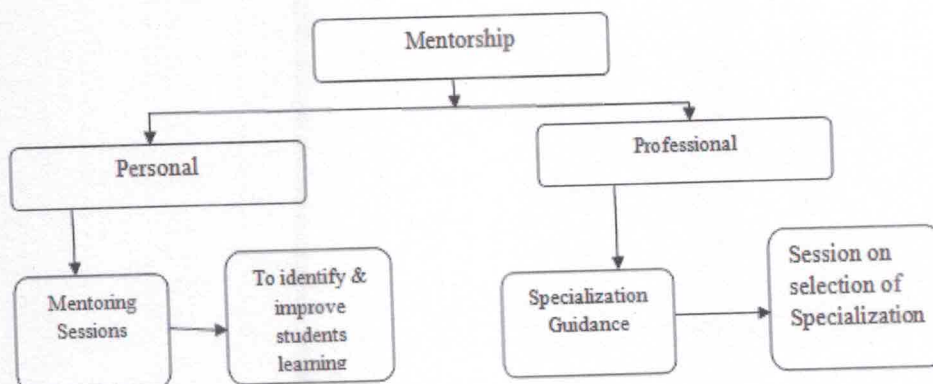 Mentorship
Personal
Professional
Mentoring
Sessions
To identify &
improve
students
learning
Specialization
Guidance
Session on
selection of
Specialization